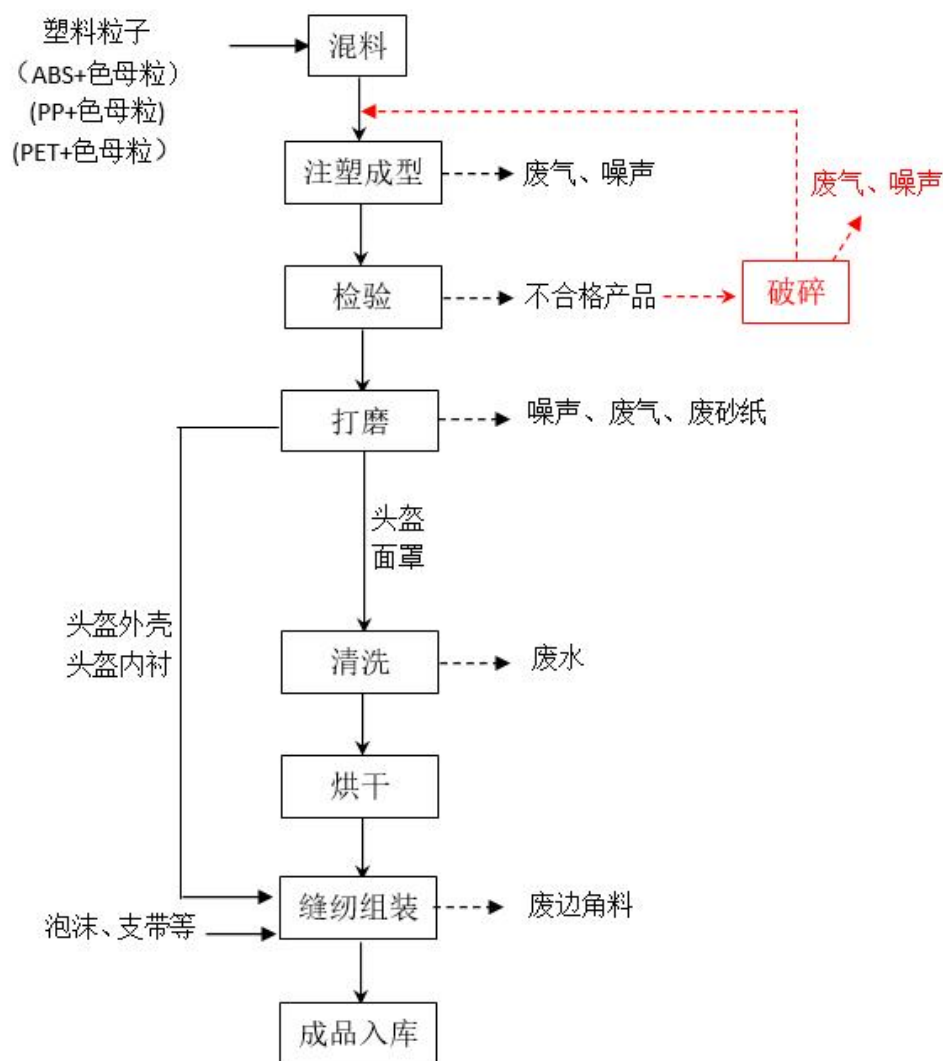 塑料粒子
（ABS+色母粒）
(PP+色母粒)
(PET+色母粒）
混料
注塑成型
废气、噪声
废气、噪声
检验
不合格产品
破碎
打磨
噪声、废气、废砂纸
头盔
面罩
头盔外壳
头盔内衬
清洗
废水
烘干
缝纫组装
废边角料
泡沫、支带等
成品入库